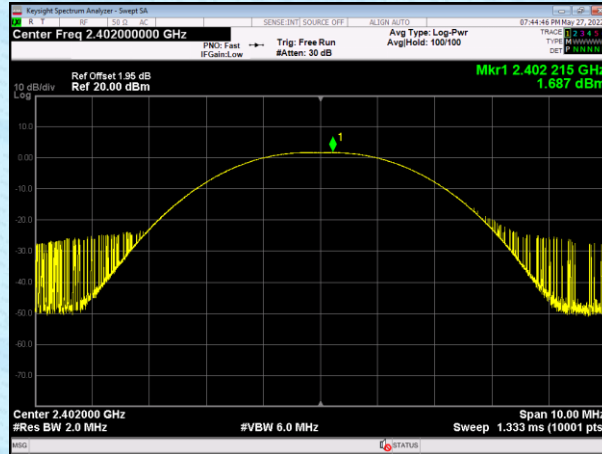 Keysight Spectrum Analyzer - Swept SA
R T RF 50 Ω AC SENSE:INT SOURCE OFF ALIGN AUTO 07:44:46 PM May 27, 2022
Center Freq 2.402000000 GHz
PNO: Fast
IFGain:Low
Trig: Free Run
#Atten: 30 dB
Avg Type: Log-Pwr
Avg|Hold: 100/100
TRACE 1 2 3 4 5
TYPE M
DET P N N N N
Mkr1 2.402 215 GHz
1.687 dBm
Ref Offset 1.95 dB
10 dB/div Ref 20.00 dBm
Log
10.0
1
0.00
-10.0
-20.0
-30.0
-40.0
-50.0
-60.0
-70.0
Center 2.402000 GHz Span 10.00 MHz
#Res BW 2.0 MHz #VBW 6.0 MHz Sweep 1.333 ms (10001 pts
MSG STATUS